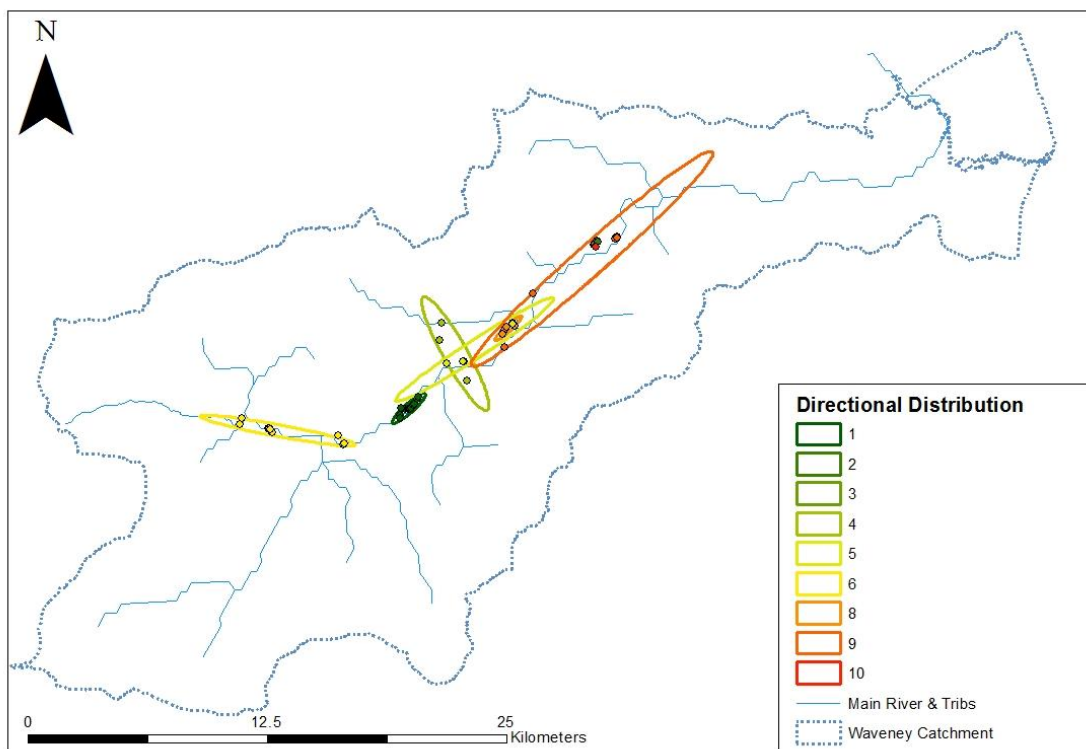 N
Directional Distribution
1
2
3
4
5
6
8
9
10
Main River & Tribs
Waveney Catchment
0 12.5 25
Kilometers